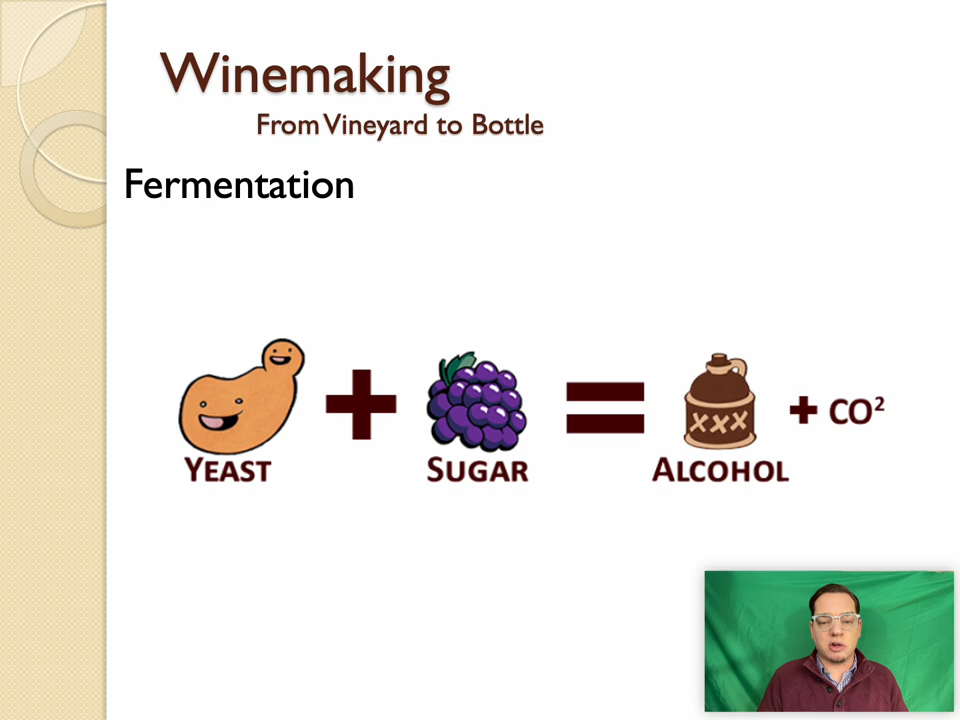 Winemaking
From Vineyard to Bottle
Fermentation
+ = + CO²
XXX
YEAST SUGAR ALCOHOL